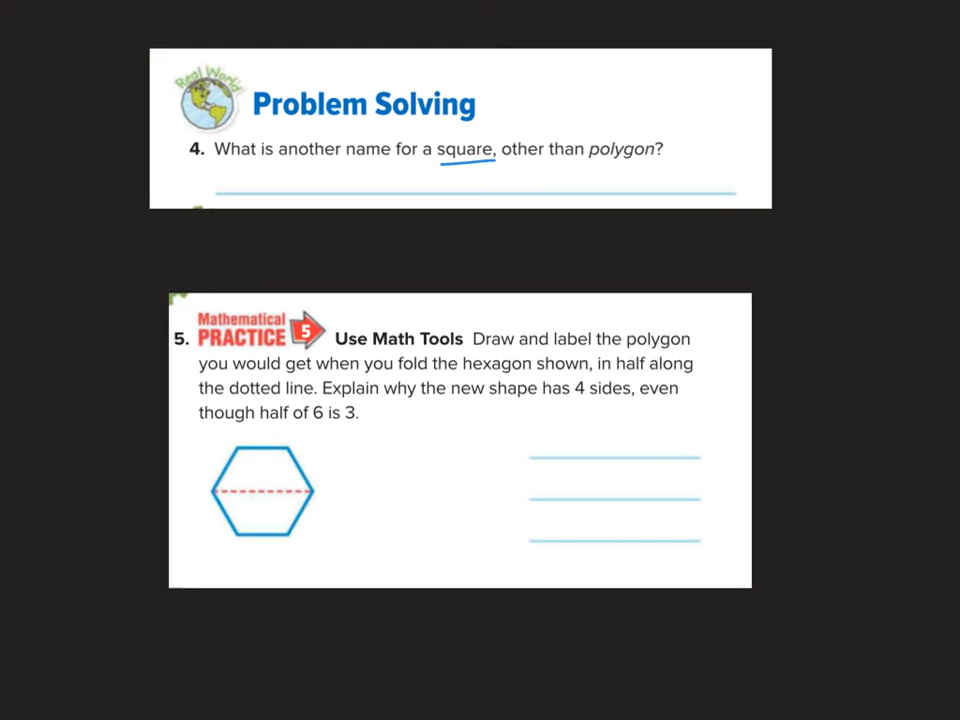 Real World
Problem Solving
4. What is another name for a square, other than polygon?
Mathematical
5. PRACTICE 5 Use Math Tools Draw and label the polygon
you would get when you fold the hexagon shown, in half along
the dotted line. Explain why the new shape has 4 sides, even
though half of 6 is 3.